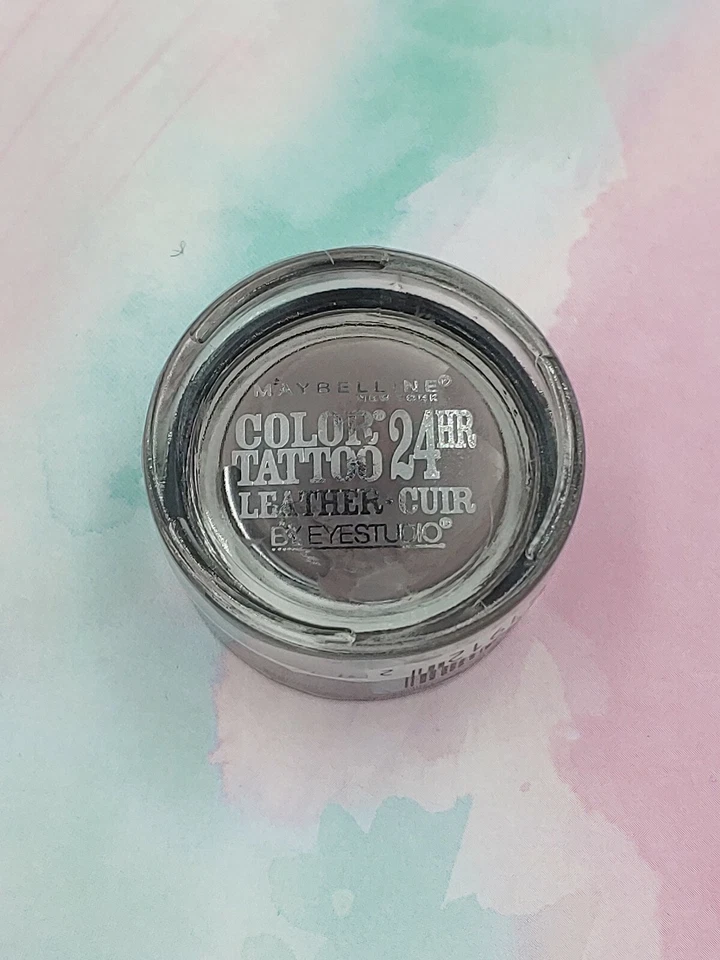 MAYBELLINE®
NEW YORK
COLOR® 24HR
TATTOO
LEATHER · CUIR
BY EYESTUDIO®